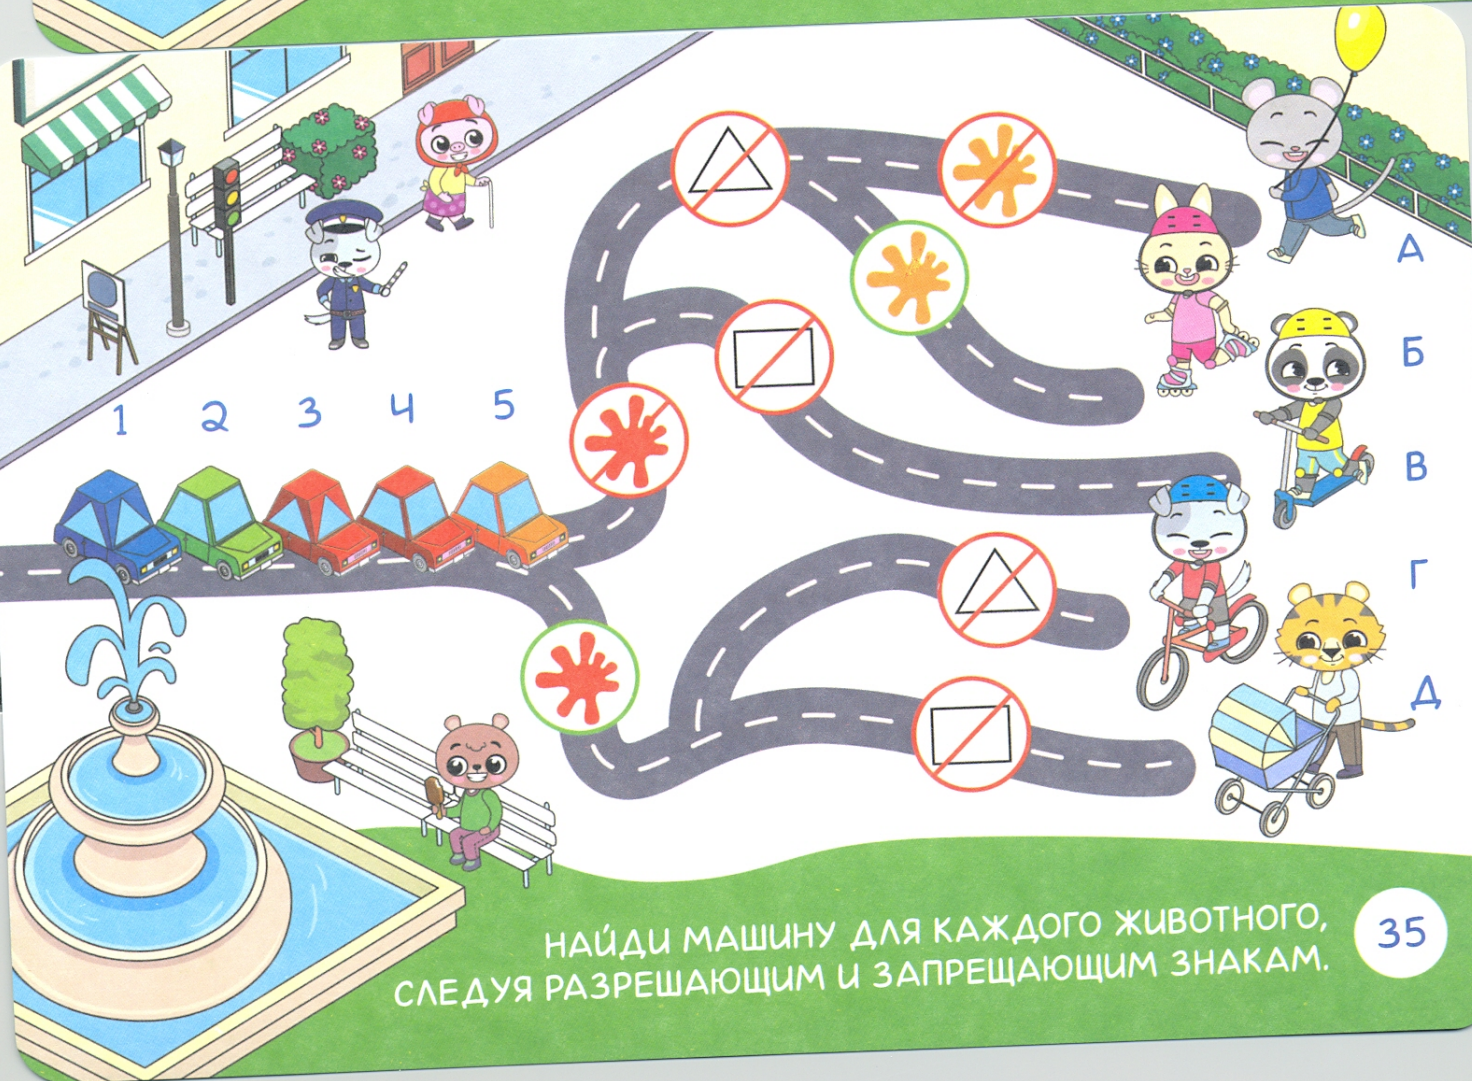 1 2 3 4 5
А
Б
В
Г
Д
НАЙДИ МАШИНУ ДЛЯ КАЖДОГО ЖИВОТНОГО,
СЛЕДУЯ РАЗРЕШАЮЩИМ И ЗАПРЕЩАЮЩИМ ЗНАКАМ.
35